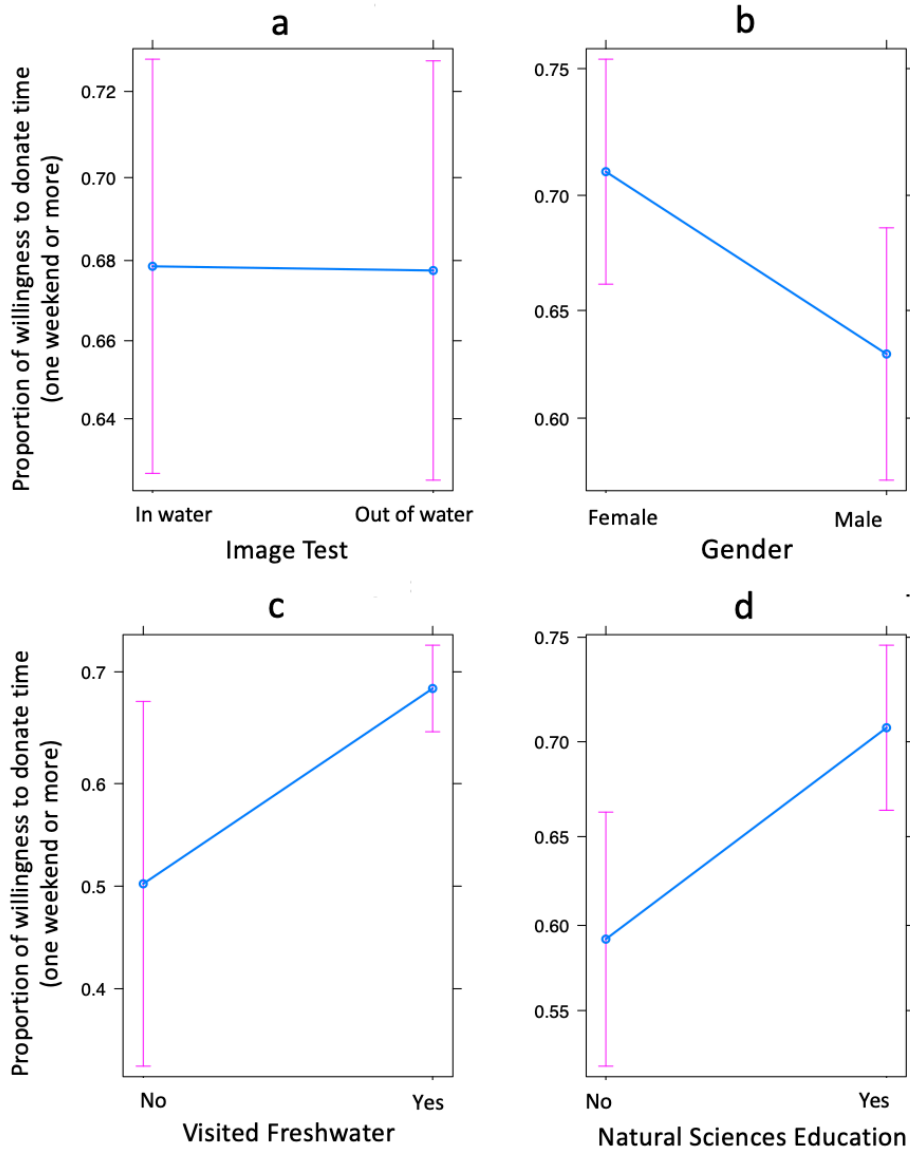 a
b
Proportion of willingness to donate time
(one weekend or more)
0.72
0.70
0.68
0.66
0.64
In water
Out of water
Image Test
0.75
0.70
0.65
0.60
Female
Male
Gender
c
d
Proportion of willingness to donate time
(one weekend or more)
0.7
0.6
0.5
0.4
No
Yes
Visited Freshwater
0.75
0.70
0.65
0.60
0.55
No
Yes
Natural Sciences Education